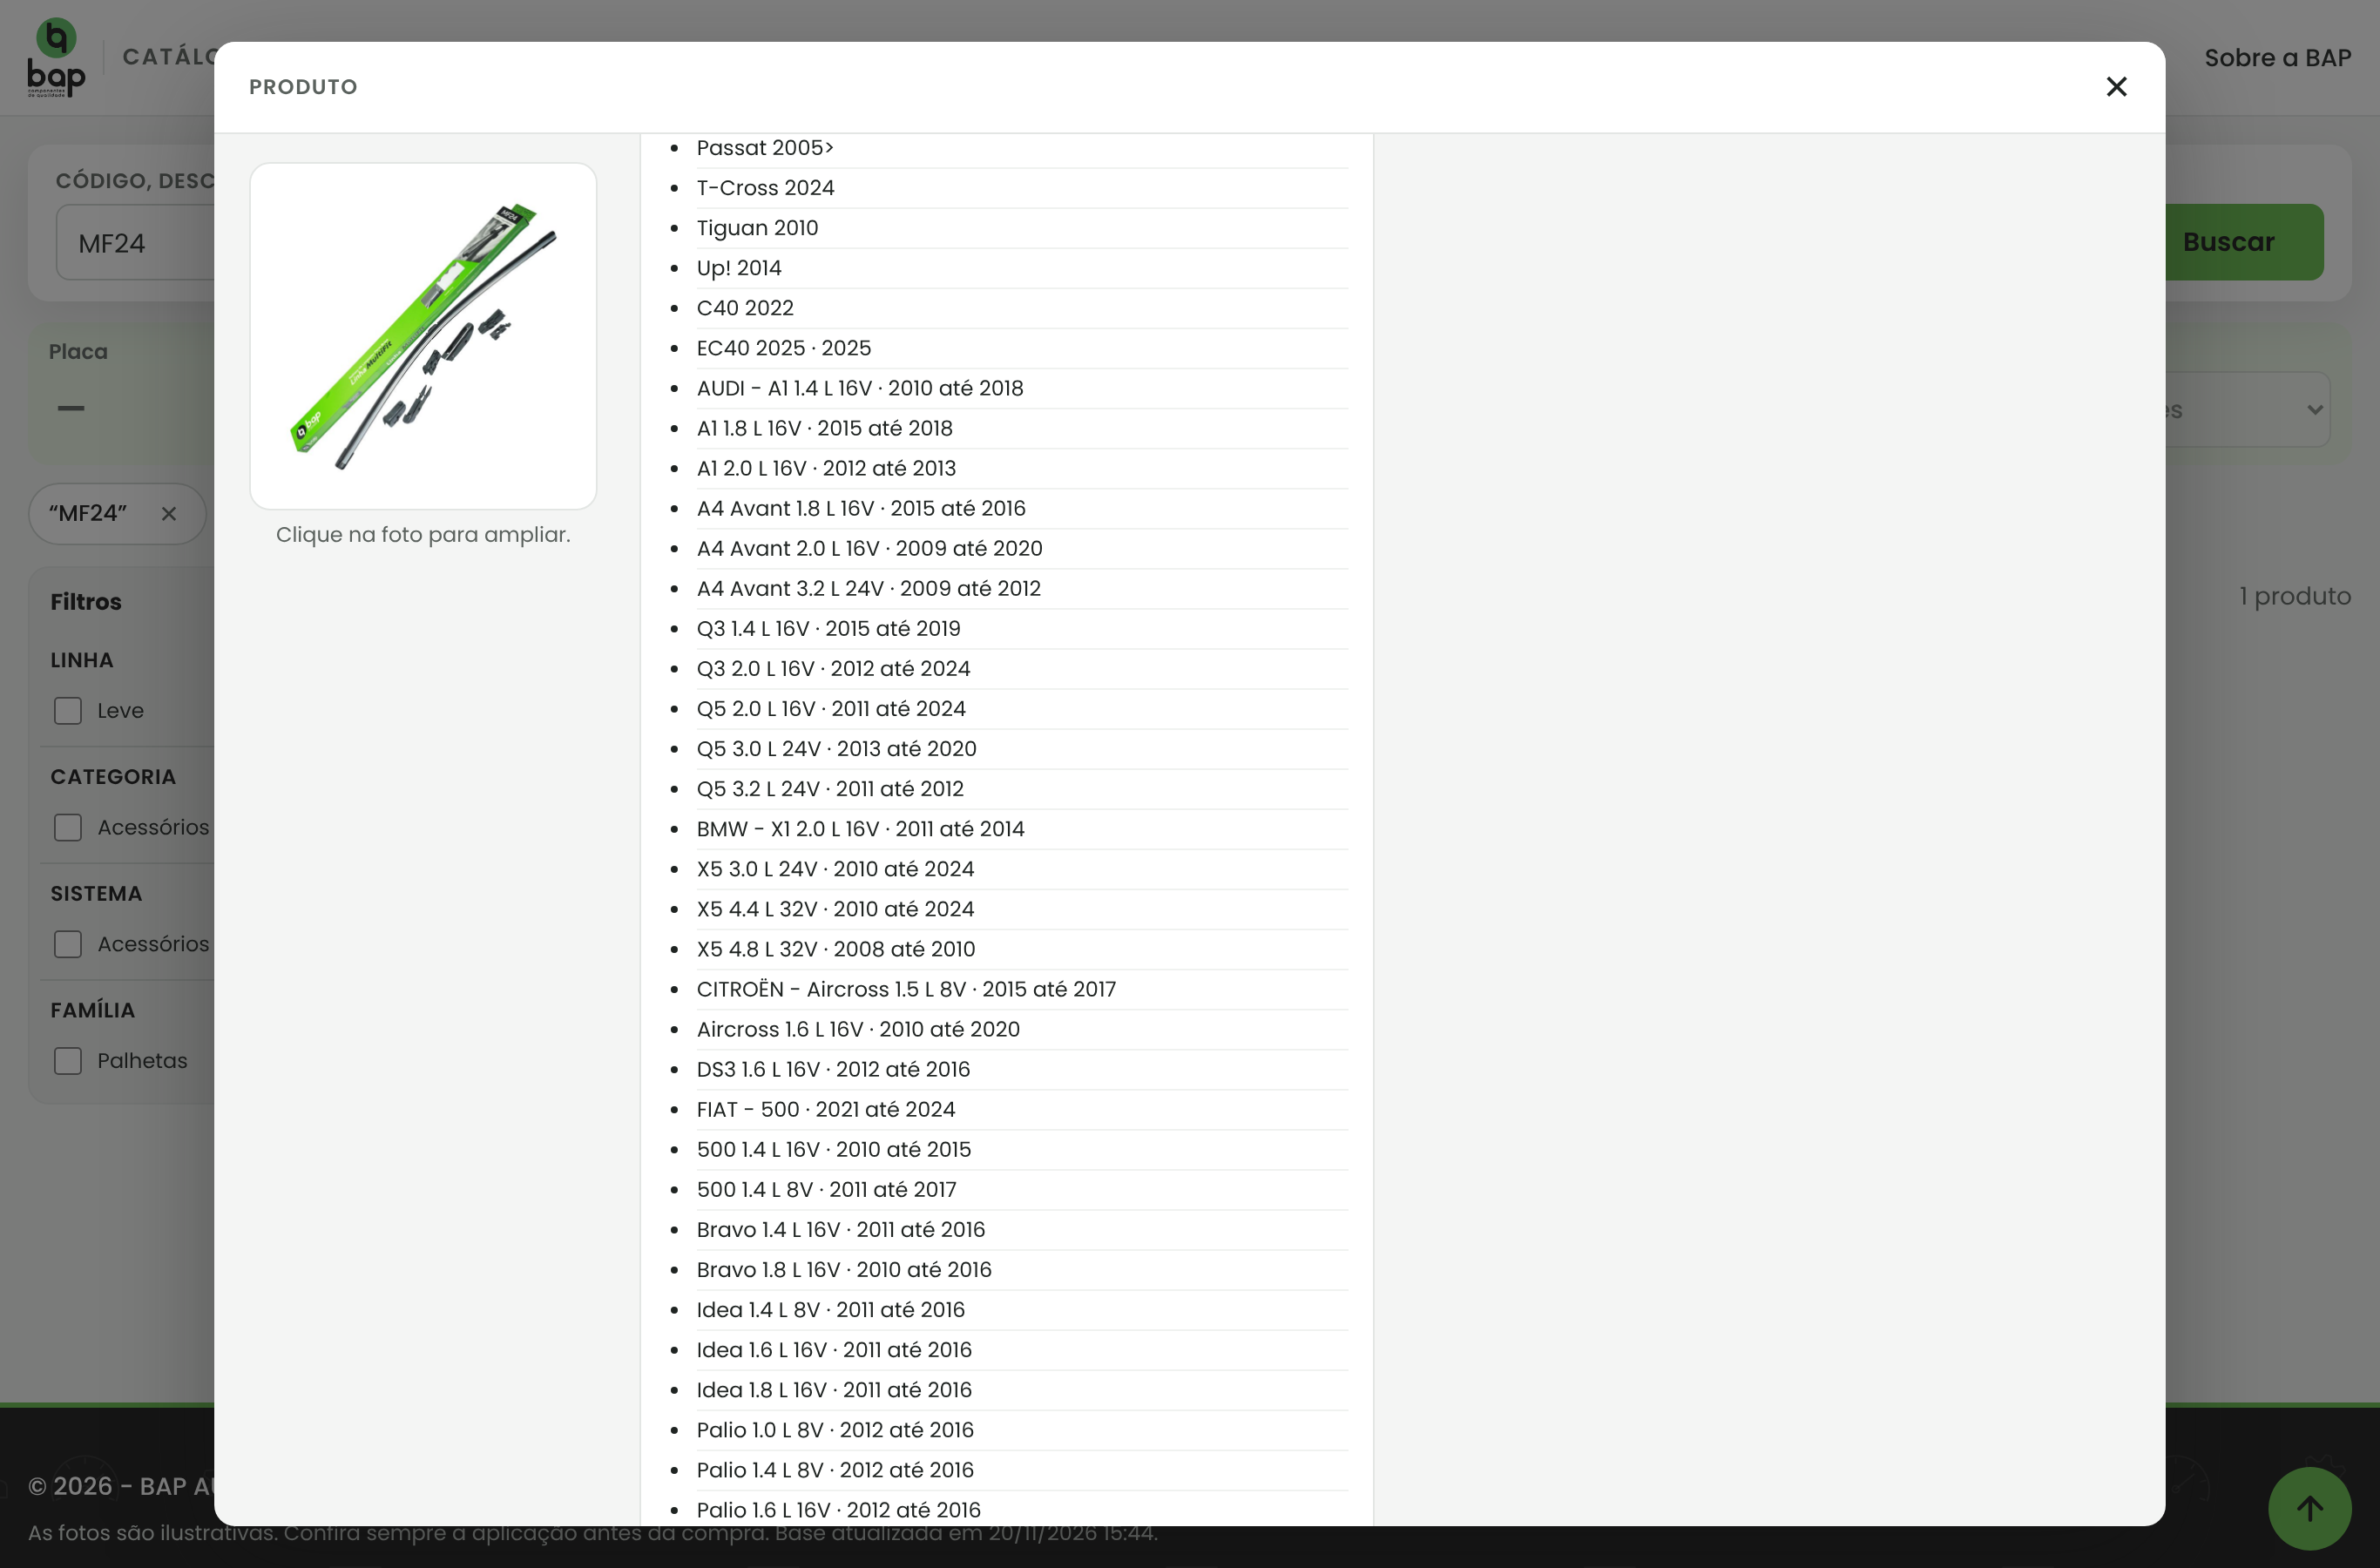 bap
componentes
de qualidade
CATÁLO
Sobre a BAP
PRODUTO
CÓDIGO, DESC
MF24
Buscar
Placa
—
es
“MF24”
Filtros
LINHA
Leve
CATEGORIA
Acessórios
SISTEMA
Acessórios
FAMÍLIA
Palhetas
1 produto
MF24
Linha MultiFit
bap
Clique na foto para ampliar.
Passat 2005>
T-Cross 2024
Tiguan 2010
Up! 2014
C40 2022
EC40 2025 · 2025
AUDI - A1 1.4 L 16V · 2010 até 2018
A1 1.8 L 16V · 2015 até 2018
A1 2.0 L 16V · 2012 até 2013
A4 Avant 1.8 L 16V · 2015 até 2016
A4 Avant 2.0 L 16V · 2009 até 2020
A4 Avant 3.2 L 24V · 2009 até 2012
Q3 1.4 L 16V · 2015 até 2019
Q3 2.0 L 16V · 2012 até 2024
Q5 2.0 L 16V · 2011 até 2024
Q5 3.0 L 24V · 2013 até 2020
Q5 3.2 L 24V · 2011 até 2012
BMW - X1 2.0 L 16V · 2011 até 2014
X5 3.0 L 24V · 2010 até 2024
X5 4.4 L 32V · 2010 até 2024
X5 4.8 L 32V · 2008 até 2010
CITROËN - Aircross 1.5 L 8V · 2015 até 2017
Aircross 1.6 L 16V · 2010 até 2020
DS3 1.6 L 16V · 2012 até 2016
FIAT - 500 · 2021 até 2024
500 1.4 L 16V · 2010 até 2015
500 1.4 L 8V · 2011 até 2017
Bravo 1.4 L 16V · 2011 até 2016
Bravo 1.8 L 16V · 2010 até 2016
Idea 1.4 L 8V · 2011 até 2016
Idea 1.6 L 16V · 2011 até 2016
Idea 1.8 L 16V · 2011 até 2016
Palio 1.0 L 8V · 2012 até 2016
Palio 1.4 L 8V · 2012 até 2016
Palio 1.6 L 16V · 2012 até 2016
© 2026 - BAP AU
As fotos são ilustrativas. Confira sempre a aplicação antes da compra. Base atualizada em 20/11/2026 15:44.